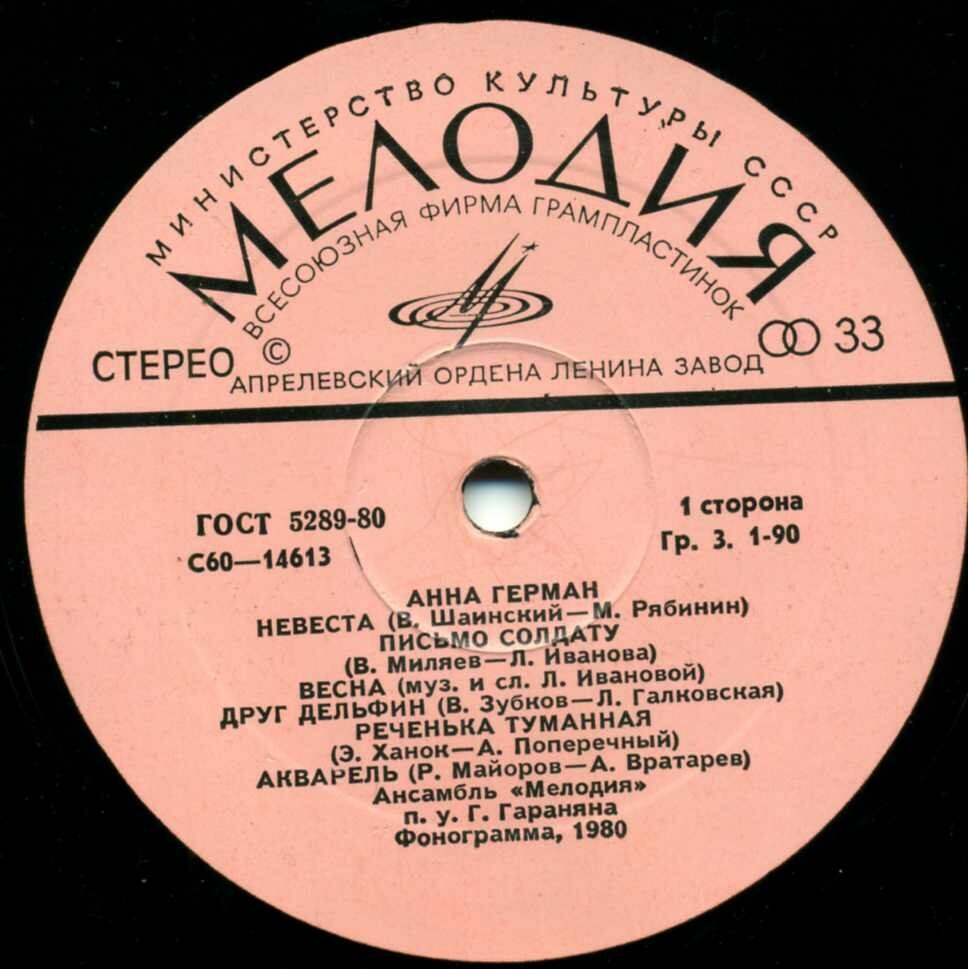 МИНИСТЕРСТВО КУЛЬТУРЫ СССР
МЕЛОДИЯ
ВСЕСОЮЗНАЯ ФИРМА ГРАМПЛАСТИНОК
СТЕРЕО © 33
АПРЕЛЕВСКИЙ ОРДЕНА ЛЕНИНА ЗАВОД
ГОСТ 5289-80 1 сторона
С60—14613 Гр. 3. 1-90
АННА ГЕРМАН
НЕВЕСТА (В. Шаинский—М. Рябинин)
ПИСЬМО СОЛДАТУ
(В. Миляев—Л. Иванова)
ВЕСНА (муз. и сл. Л. Ивановой)
ДРУГ ДЕЛЬФИН (В. Зубков—Л. Галковская)
РЕЧЕНЬКА ТУМАННАЯ
(Э. Ханок—А. Поперечный)
АКВАРЕЛЬ (Р. Майоров—А. Вратарев)
Ансамбль «Мелодия»
п. у. Г. Гараняна
Фонограмма, 1980